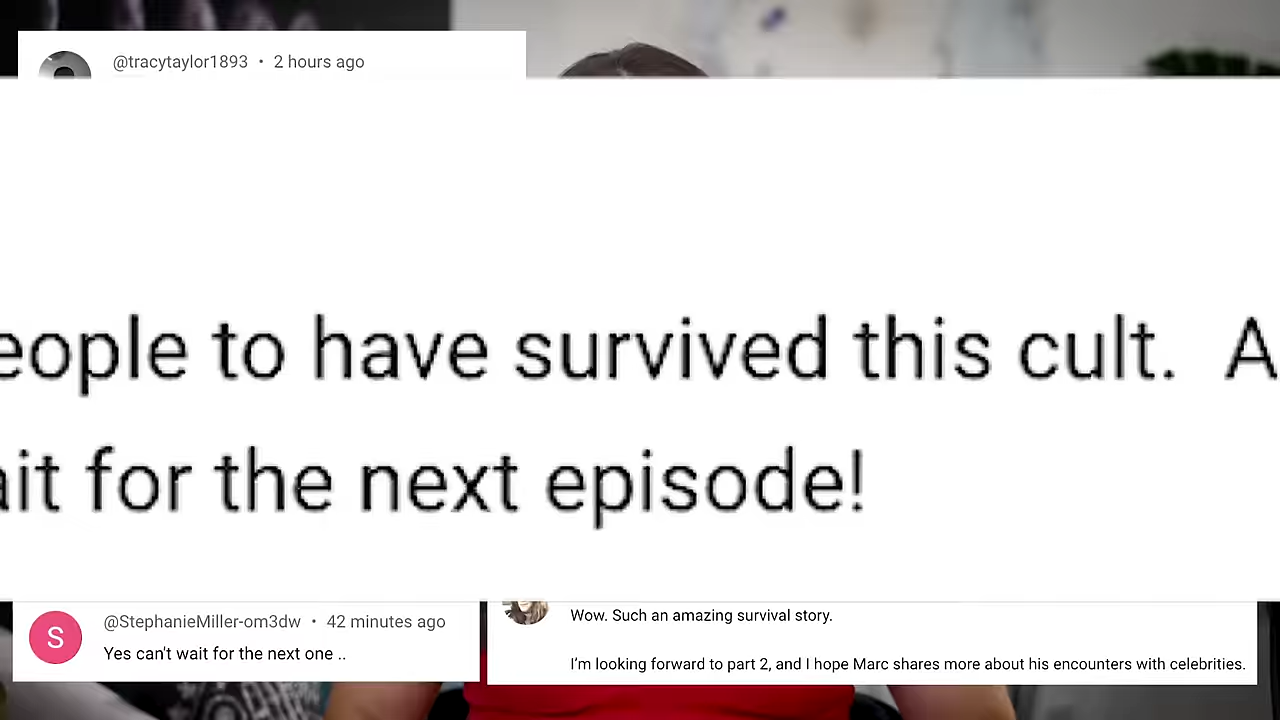 @tracytaylor1893 • 2 hours ago
to have survived this cult.
for the next episode!
S
@StephanieMiller-om3dw • 42 minutes ago
Yes can't wait for the next one ..
Wow. Such an amazing survival story.
I'm looking forward to part 2, and I hope Marc shares more about his encounters with celebrities.